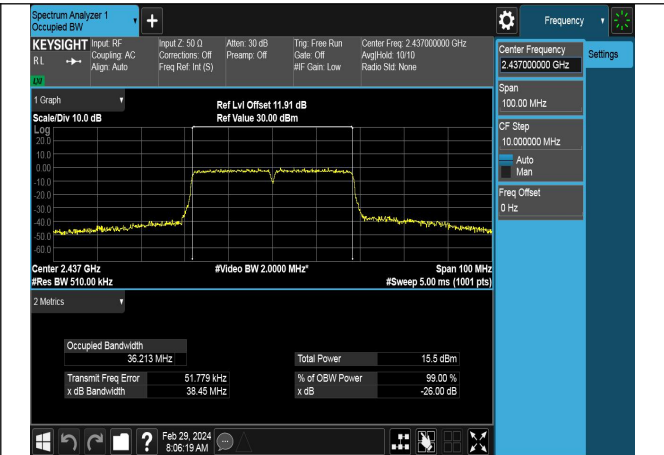 Spectrum Analyzer 1
Occupied BW
+
Frequency
KEYSIGHT Input: RF Input Z: 50 Ω Atten: 30 dB Trig: Free Run Center Freq: 2.437000000 GHz
RL Coupling: AC Corrections: Off Preamp: Off Gate: Off Avg|Hold: 10/10
Align: Auto Freq Ref: Int (S) #IF Gain: Low Radio Std: None
Center Frequency
2.437000000 GHz
Settings
Span
100.00 MHz
CF Step
10.000000 MHz
Auto
Man
Freq Offset
0 Hz
1 Graph
Ref Lvl Offset 11.91 dB
Scale/Div 10.0 dB Ref Value 30.00 dBm
Log
20.0
10.0
0.00
-10.0
-20.0
-30.0
-40.0
-50.0
-60.0
Center 2.437 GHz #Video BW 2.0000 MHz* Span 100 MHz
#Res BW 510.00 kHz #Sweep 5.00 ms (1001 pts)
2 Metrics
Occupied Bandwidth
36.213 MHz Total Power 15.5 dBm
Transmit Freq Error 51.779 kHz % of OBW Power 99.00 %
x dB Bandwidth 38.45 MHz x dB -26.00 dB
? Feb 29, 2024
8:06:19 AM